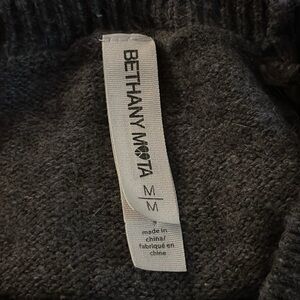 BETHANY MOTA
M/M
made in
china/
fabriqué en
chine